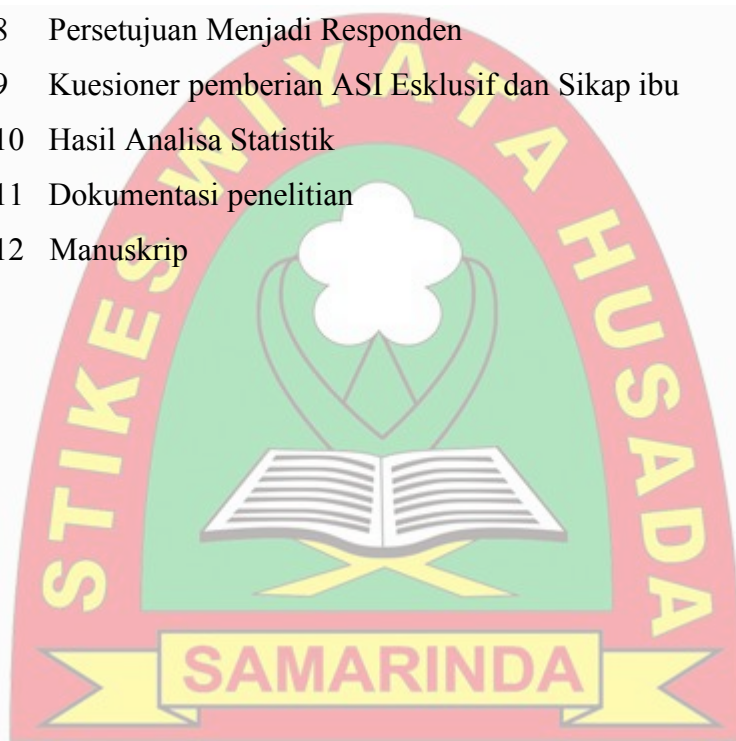 8 Persetujuan Menjadi Responden
9 Kuesioner pemberian ASI Esklusif dan Sikap ibu
10 Hasil Analisa Statistik
11 Dokumentasi penelitian
12 Manuskrip
STIKES WIYATA HUSADA
SAMARINDA